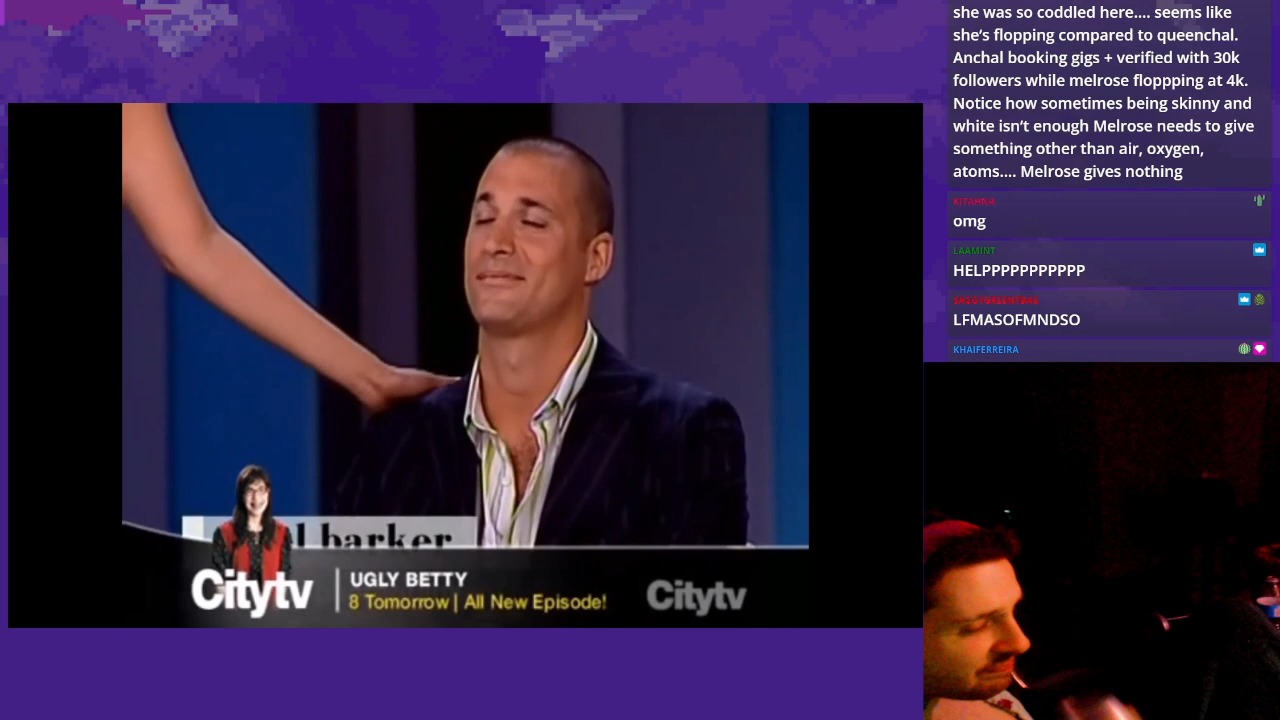 she was so coddled here.... seems like
she's flopping compared to queenchal.
Anchal booking gigs + verified with 30k
followers while melrose floppping at 4k.
Notice how sometimes being skinny and
white isn't enough Melrose needs to give
something other than air, oxygen,
atoms.... Melrose gives nothing
omg
LAAMINT
HELPPPPPPPPPPP
LFMASOFMNDSO
KHAIFERREIRA
l barker
Citytv
UGLY BETTY
8 Tomorrow | All New Episode!
Citytv